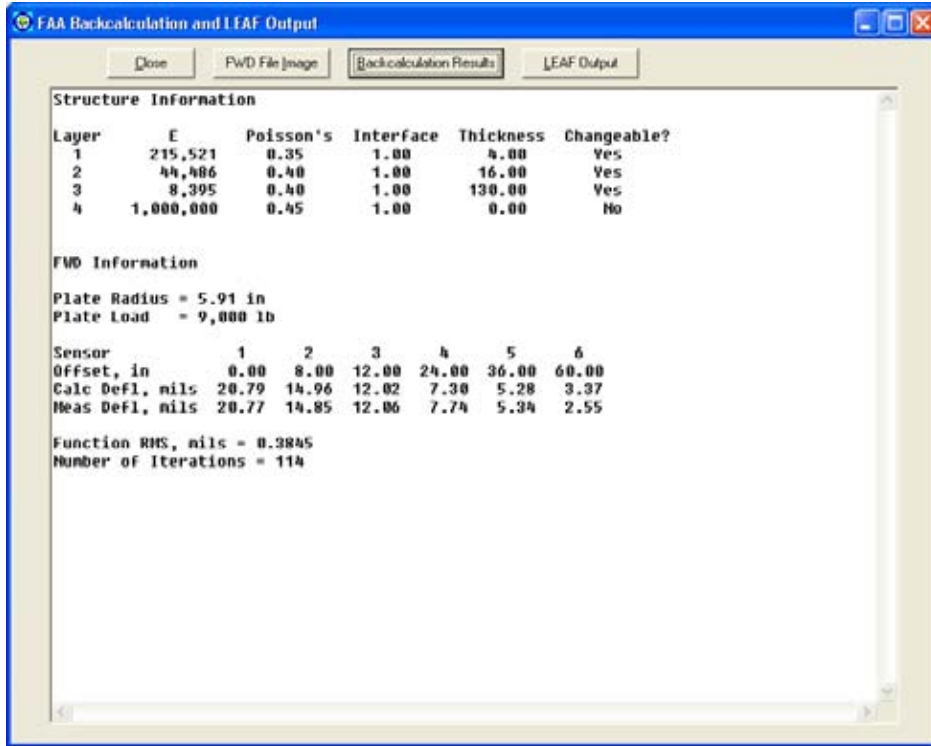 FAA Backcalculation and LEAF Output
Close FWD File Image Backcalculation Results LEAF Output
Structure Information
Layer E Poisson's Interface Thickness Changeable?
1 215,521 0.35 1.00 4.00 Yes
2 44,486 0.40 1.00 16.00 Yes
3 8,395 0.40 1.00 130.00 Yes
4 1,000,000 0.45 1.00 0.00 No
FWD Information
Plate Radius = 5.91 in
Plate Load = 9,000 lb
Sensor 1 2 3 4 5 6
Offset, in 0.00 8.00 12.00 24.00 36.00 60.00
Calc Defl, mils 20.79 14.96 12.02 7.30 5.28 3.37
Meas Defl, mils 20.77 14.85 12.06 7.74 5.34 2.55
Function RMS, mils = 0.3845
Number of Iterations = 114